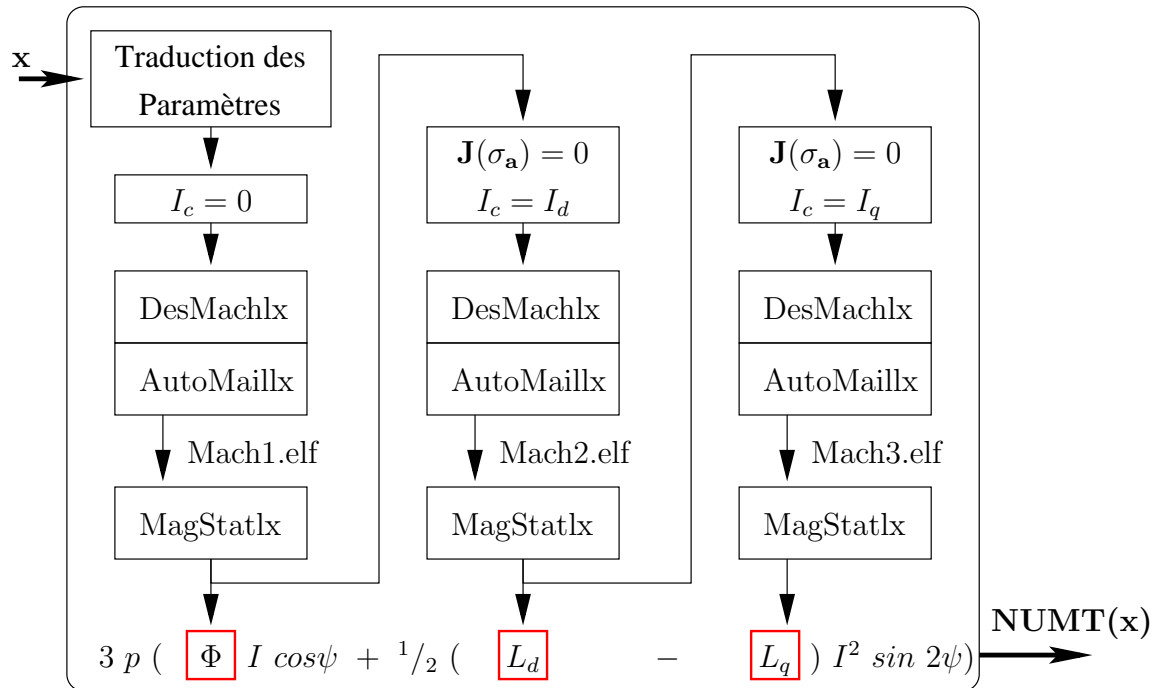 x
Traduction des
Paramètres
I_c = 0
DesMachlx
AutoMaillx
Mach1.elf
MagStatlx
J(σ_a) = 0
I_c = I_d
DesMachlx
AutoMaillx
Mach2.elf
MagStatlx
J(σ_a) = 0
I_c = I_q
DesMachlx
AutoMaillx
Mach3.elf
MagStatlx
3 p ( Φ I cosψ + 1/2 ( L_d − L_q ) I² sin 2ψ)
NUMT(x)